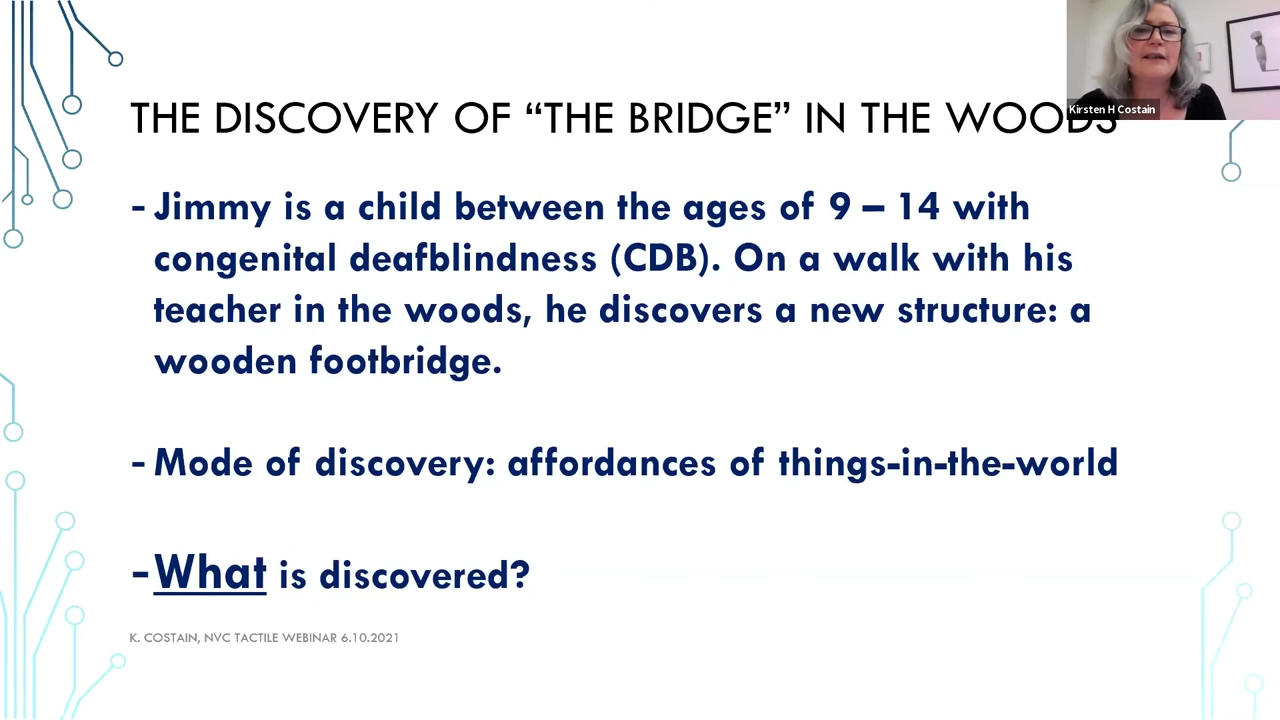 THE DISCOVERY OF “THE BRIDGE” IN THE WOODS
Kirsten H Costain
- Jimmy is a child between the ages of 9 – 14 with
congenital deafblindness (CDB). On a walk with his
teacher in the woods, he discovers a new structure: a
wooden footbridge.
- Mode of discovery: affordances of things-in-the-world
- What is discovered?
K. COSTAIN, NVC TACTILE WEBINAR 6.10.2021